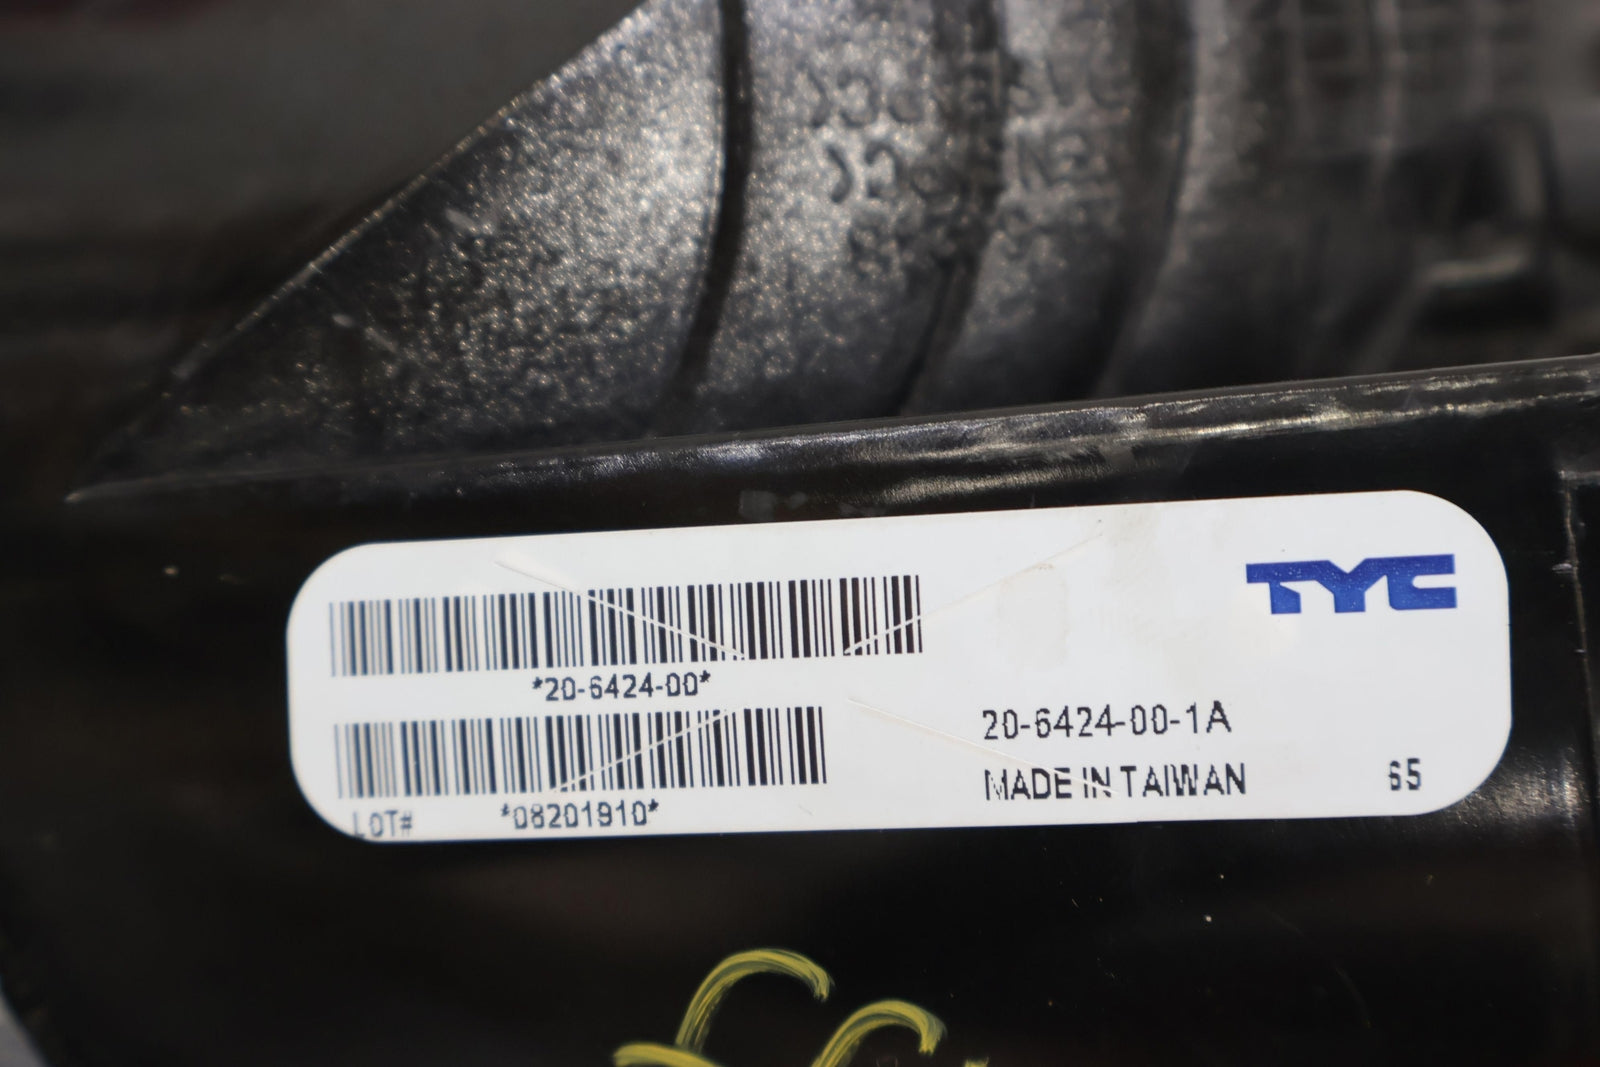 TYC
*20-6424-00*
20-6424-00-1A
LOT# *08201910*
MADE IN TAIWAN 65